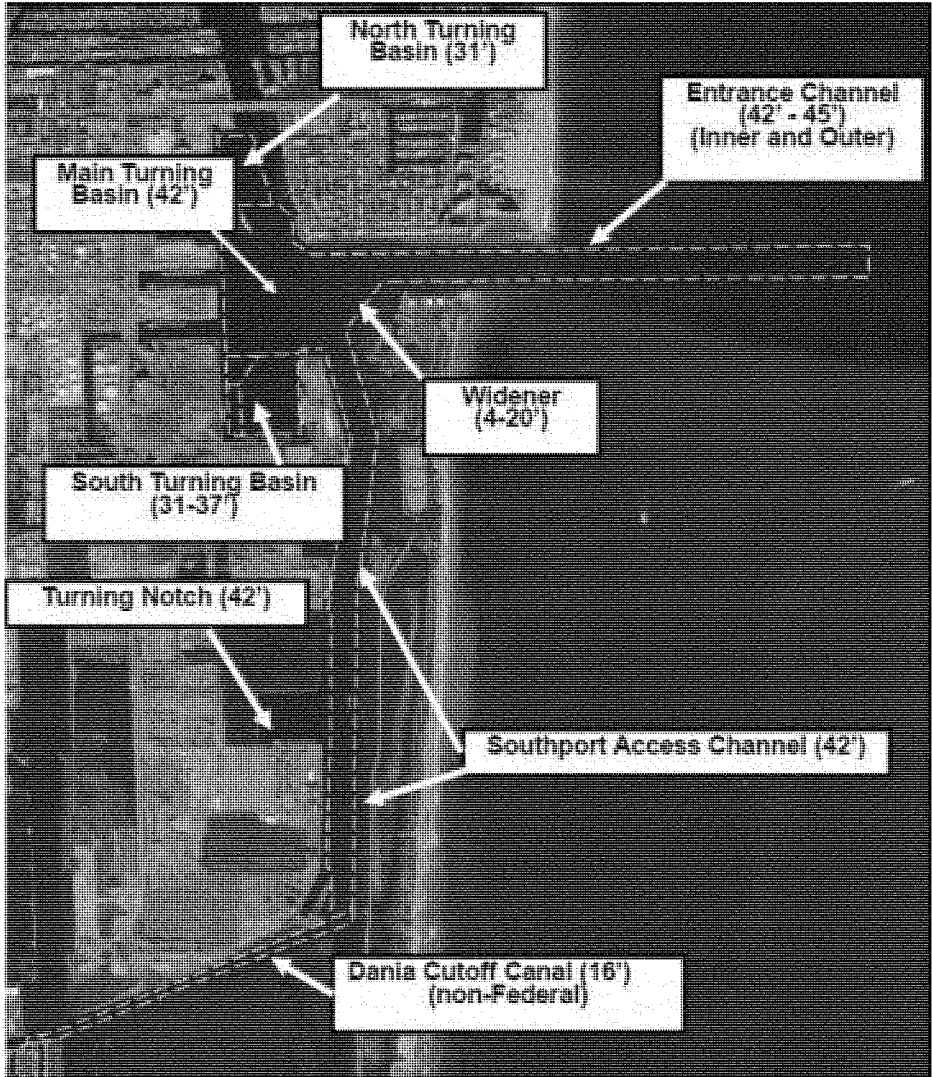 North Turning
Basin (31')
Entrance Channel
(42' - 45')
(Inner and Outer)
Main Turning
Basin (42')
Widener
(4-20')
South Turning Basin
(31-37')
Turning Notch (42')
Southport Access Channel (42')
Dania Cutoff Canal (16')
(non-Federal)